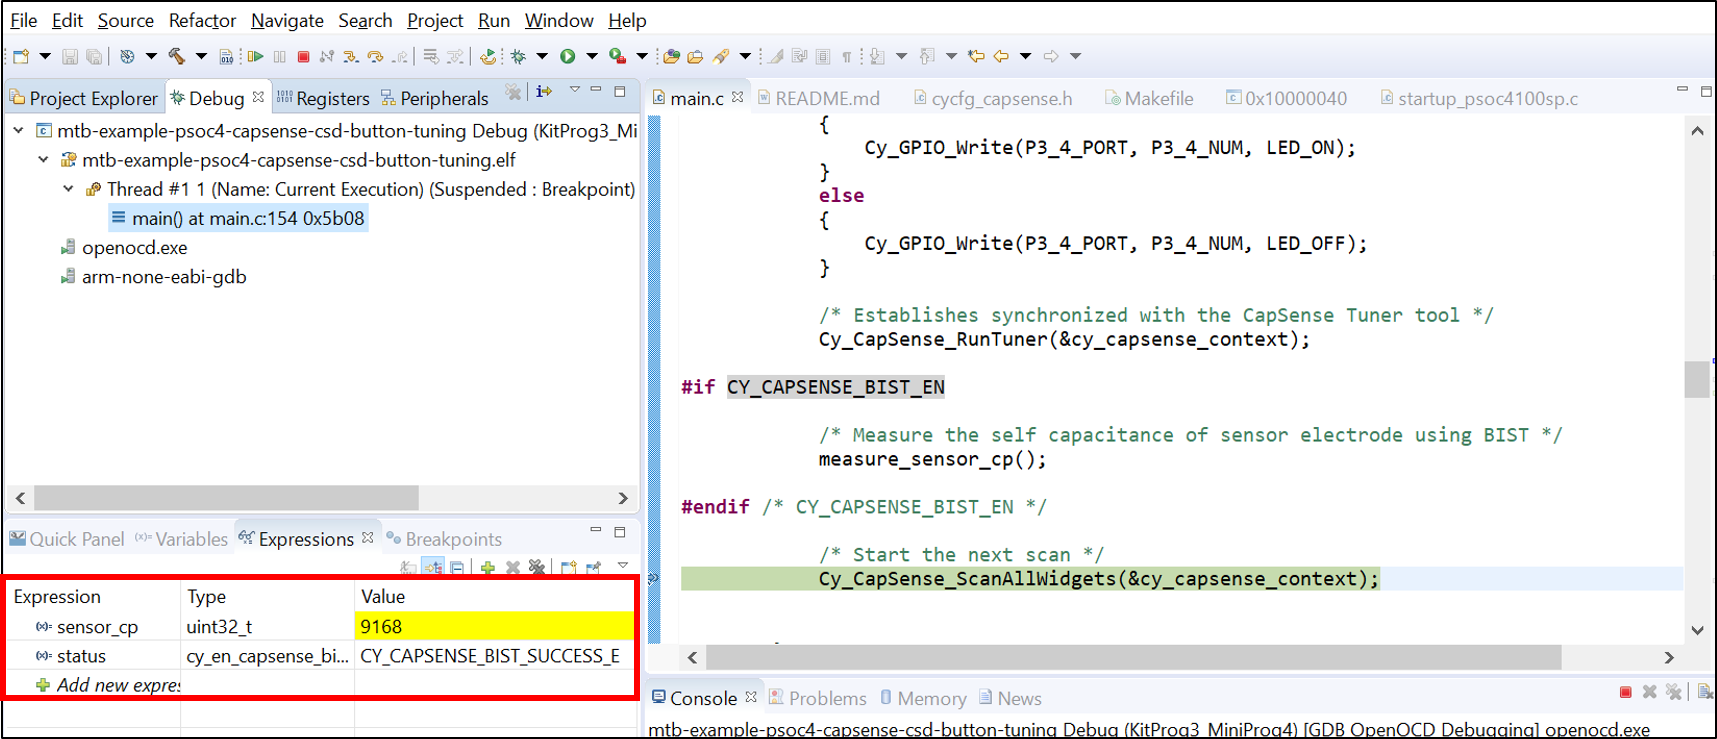 File Edit Source Refactor Navigate Search Project Run Window Help
Project Explorer Debug Registers Peripherals
mtb-example-psoc4-capsense-csd-button-tuning Debug (KitProg3_Mi
mtb-example-psoc4-capsense-csd-button-tuning.elf
Thread #1 1 (Name: Current Execution) (Suspended : Breakpoint)
main() at main.c:154 0x5b08
openocd.exe
arm-none-eabi-gdb
Quick Panel Variables Expressions Breakpoints
Expression Type Value
sensor_cp uint32_t 9168
status cy_en_capsense_bi... CY_CAPSENSE_BIST_SUCCESS_E
Add new expres
main.c README.md cycfg_capsense.h Makefile 0x10000040 startup_psoc4100sp.c
{
Cy_GPIO_Write(P3_4_PORT, P3_4_NUM, LED_ON);
}
else
{
Cy_GPIO_Write(P3_4_PORT, P3_4_NUM, LED_OFF);
}
/* Establishes synchronized with the CapSense Tuner tool */
Cy_CapSense_RunTuner(&cy_capsense_context);
#if CY_CAPSENSE_BIST_EN
/* Measure the self capacitance of sensor electrode using BIST */
measure_sensor_cp();
#endif /* CY_CAPSENSE_BIST_EN */
/* Start the next scan */
Cy_CapSense_ScanAllWidgets(&cy_capsense_context);
Console Problems Memory News
mtb-example-psoc4-capsense-csd-button-tuning Debug (KitProg3_MiniProg4) [GDB OpenOCD Debugging] openocd.exe